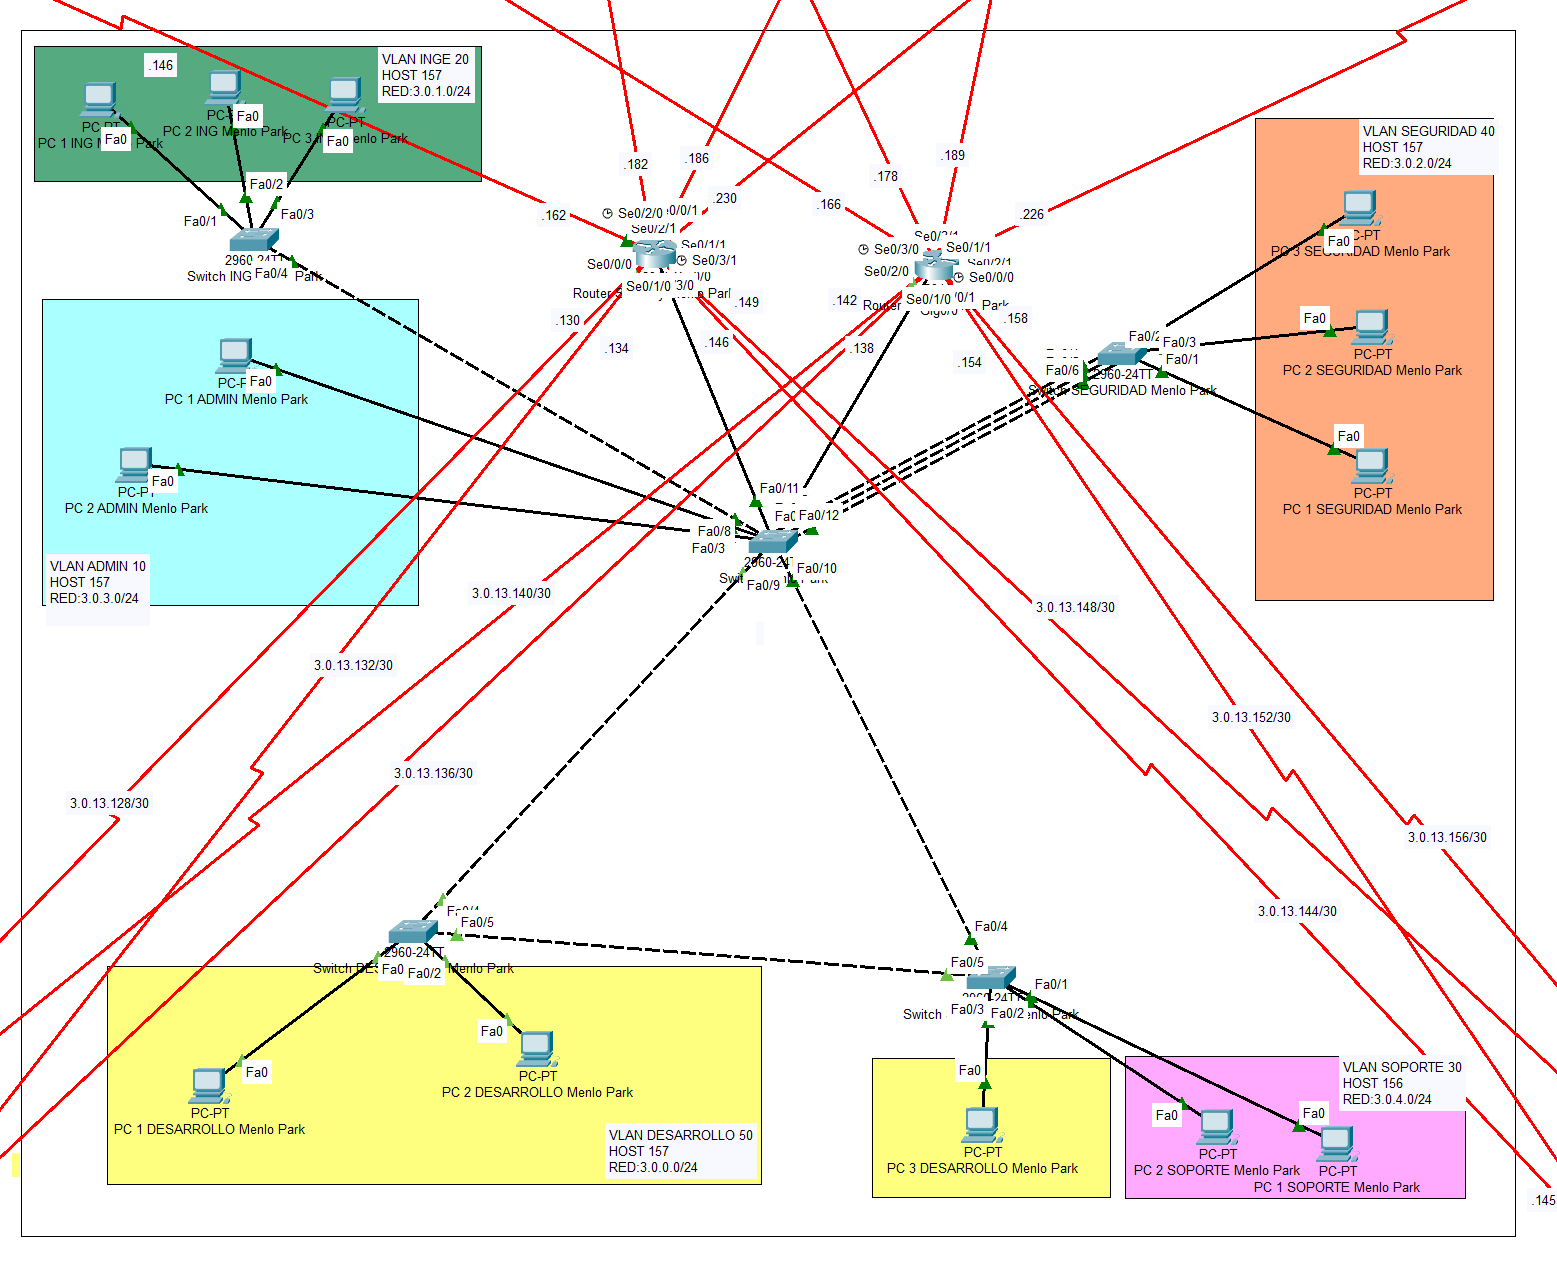 .146
VLAN INGE 20
HOST 157
RED:3.0.1.0/24
Fa0
Fa0
Fa0
PC 2 ING Menlo Park
PC 1 ING
Park
PC-PT
Fa0/1
Fa0/2
Fa0/3
Fa0/4
Switch ING
Park
.182
.186
.230
.162
.178
.189
.166
.226
Se0/2/0
Se0/2/1
Se0/1/1
Se0/3/1
Se0/0/0
Se0/1/0
.149
.130
.134
.146
Se0/3/0
Se0/1/1
Se0/2/0
Se0/0/0
Se0/1/0
Router
Park
.142
.138
.158
.154
VLAN SEGURIDAD 40
HOST 157
RED:3.0.2.0/24
Fa0
PC 3 SEGURIDAD Menlo Park
Fa0
PC-PT
PC 2 SEGURIDAD Menlo Park
Fa0
PC-PT
PC 1 SEGURIDAD Menlo Park
Fa0/2
Fa0/3
Fa0/1
Fa0/6
2960-24TT
Switch SEGURIDAD Menlo Park
Fa0
PC 1 ADMIN Menlo Park
Fa0
PC-PT
PC 2 ADMIN Menlo Park
VLAN ADMIN 10
HOST 157
RED:3.0.3.0/24
Fa0/11
Fa0/12
Fa0/8
Fa0/3
Fa0/10
Fa0/9
3.0.13.140/30
3.0.13.148/30
3.0.13.132/30
3.0.13.152/30
3.0.13.136/30
3.0.13.128/30
3.0.13.156/30
3.0.13.144/30
Fa0/4
Fa0/5
2960-24TT
Menlo Park
Fa0/2
Fa0
PC-PT
PC 1 DESARROLLO Menlo Park
Fa0
PC-PT
PC 2 DESARROLLO Menlo Park
VLAN DESARROLLO 50
HOST 157
RED:3.0.0.0/24
Fa0/4
Fa0/5
Fa0/1
Fa0/3
Fa0/2
Switch
Fa0
PC-PT
PC 3 DESARROLLO Menlo Park
VLAN SOPORTE 30
HOST 156
RED:3.0.4.0/24
Fa0
PC-PT
PC 2 SOPORTE Menlo Park
Fa0
PC-PT
PC 1 SOPORTE Menlo Park
.145